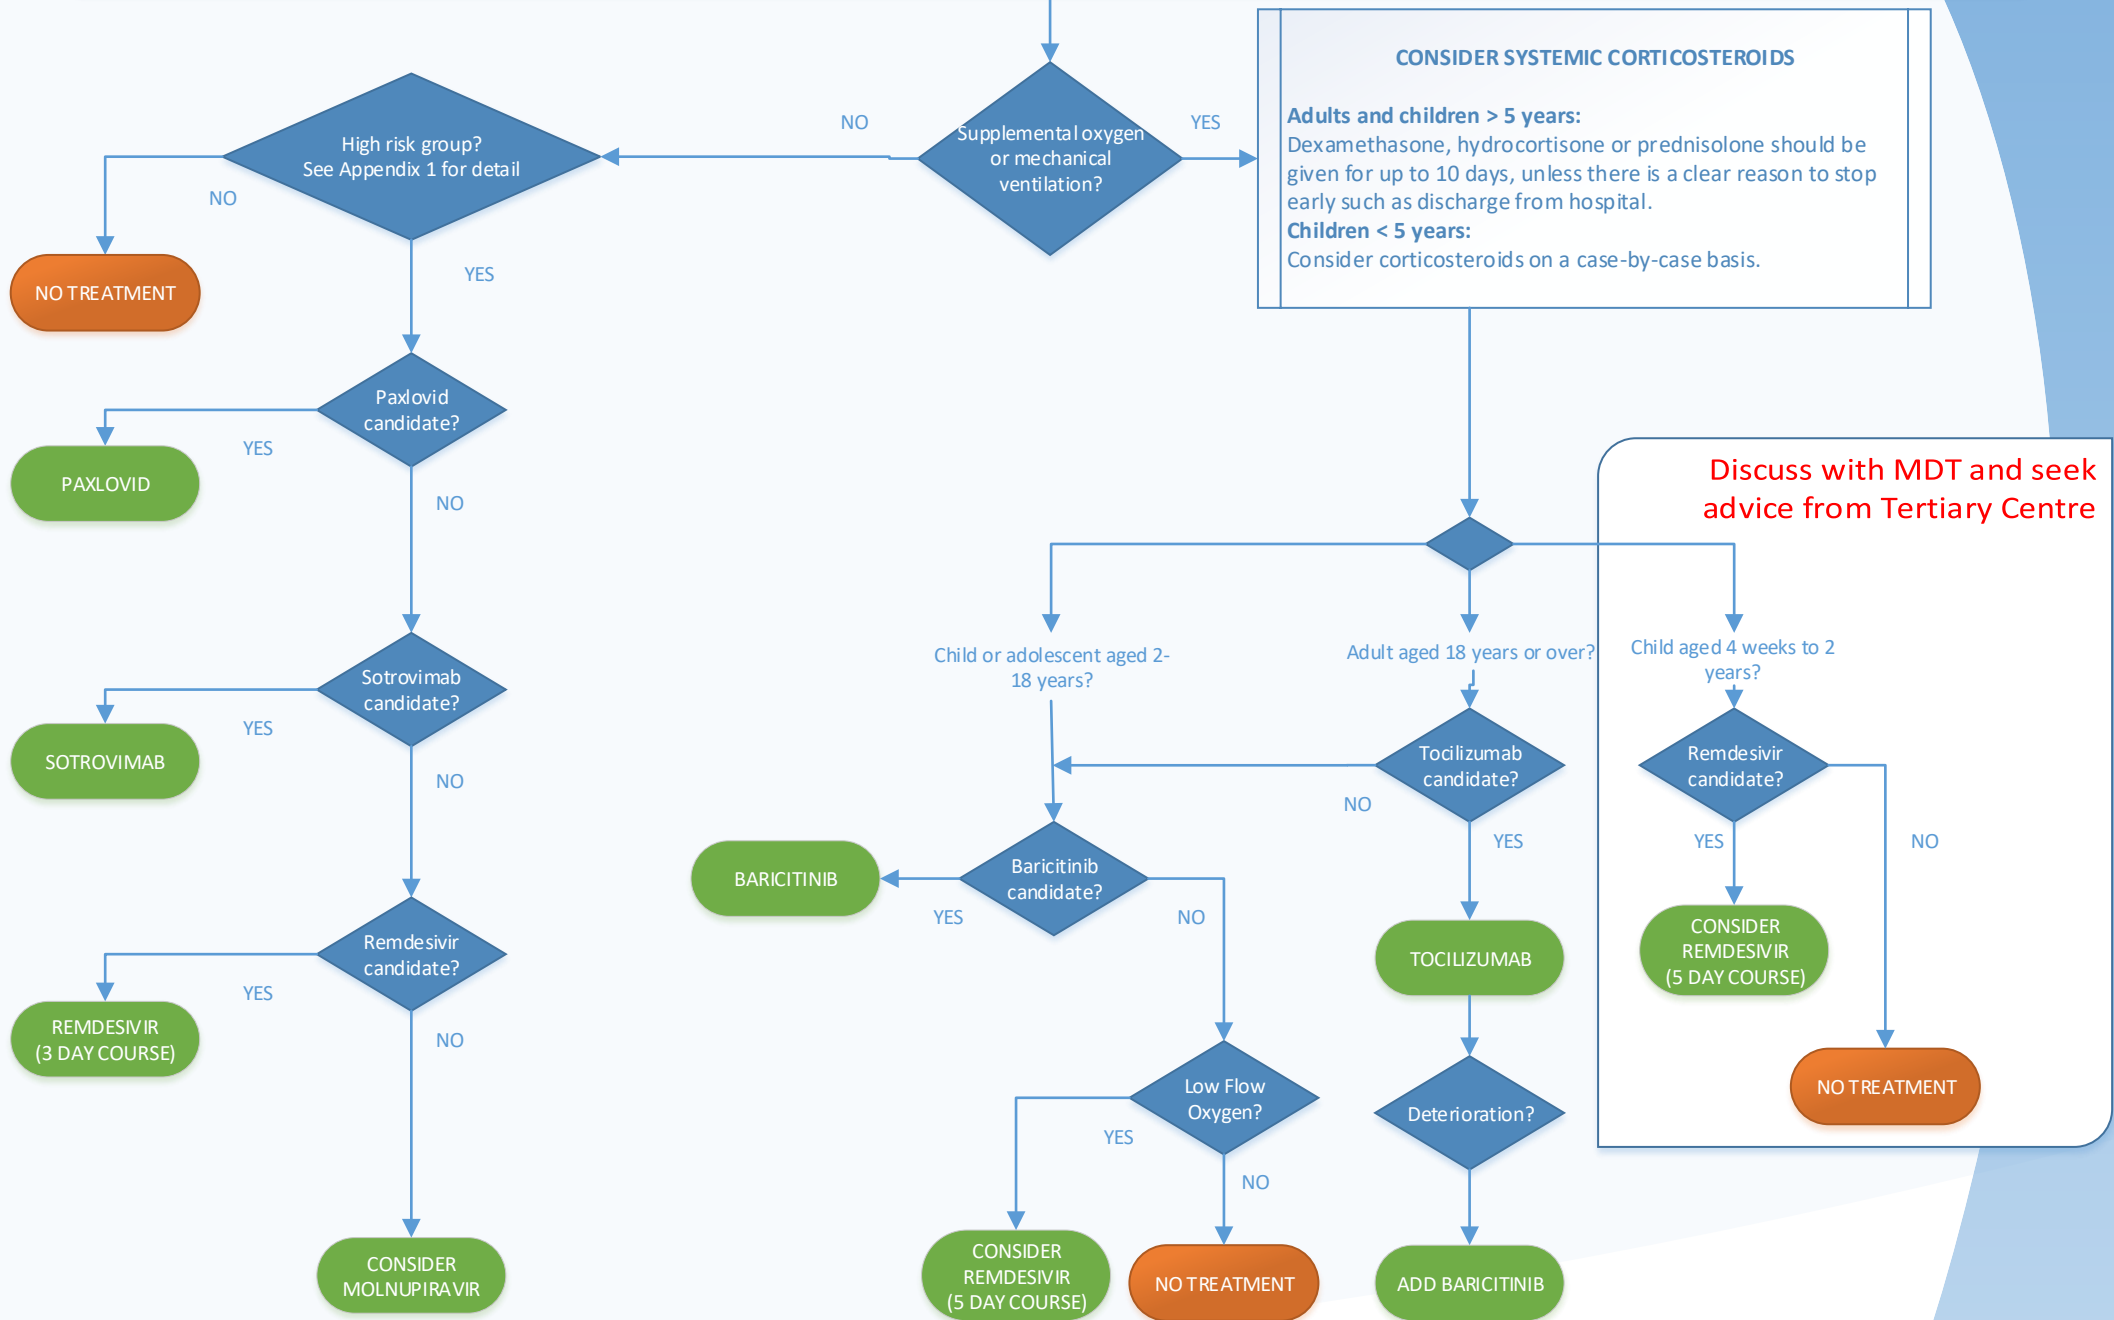 CONSIDER SYSTEMIC CORTICOSTEROIDS
Adults and children > 5 years:
Dexamethasone, hydrocortisone or prednisolone should be
given for up to 10 days, unless there is a clear reason to stop
early such as discharge from hospital.
Children < 5 years:
Consider corticosteroids on a case-by-case basis.
Supplemental oxygen
or mechanical
ventilation?
NO
YES
High risk group?
See Appendix 1 for detail
NO
YES
NO TREATMENT
Paxlovid
candidate?
YES
NO
PAXLOVID
Sotrovimab
candidate?
YES
NO
SOTROVIMAB
Remdesivir
candidate?
YES
NO
REMDESIVIR
(3 DAY COURSE)
CONSIDER
MOLNUPIRAVIR
Child or adolescent aged 2-
18 years?
Adult aged 18 years or over?
Tocilizumab
candidate?
NO
YES
Baricitinib
candidate?
YES
NO
BARICITINIB
TOCILIZUMAB
Low Flow
Oxygen?
YES
NO
CONSIDER
REMDESIVIR
(5 DAY COURSE)
NO TREATMENT
Deterioration?
ADD BARICITINIB
Discuss with MDT and seek
advice from Tertiary Centre
Child aged 4 weeks to 2
years?
Remdesivir
candidate?
YES
NO
CONSIDER
REMDESIVIR
(5 DAY COURSE)
NO TREATMENT